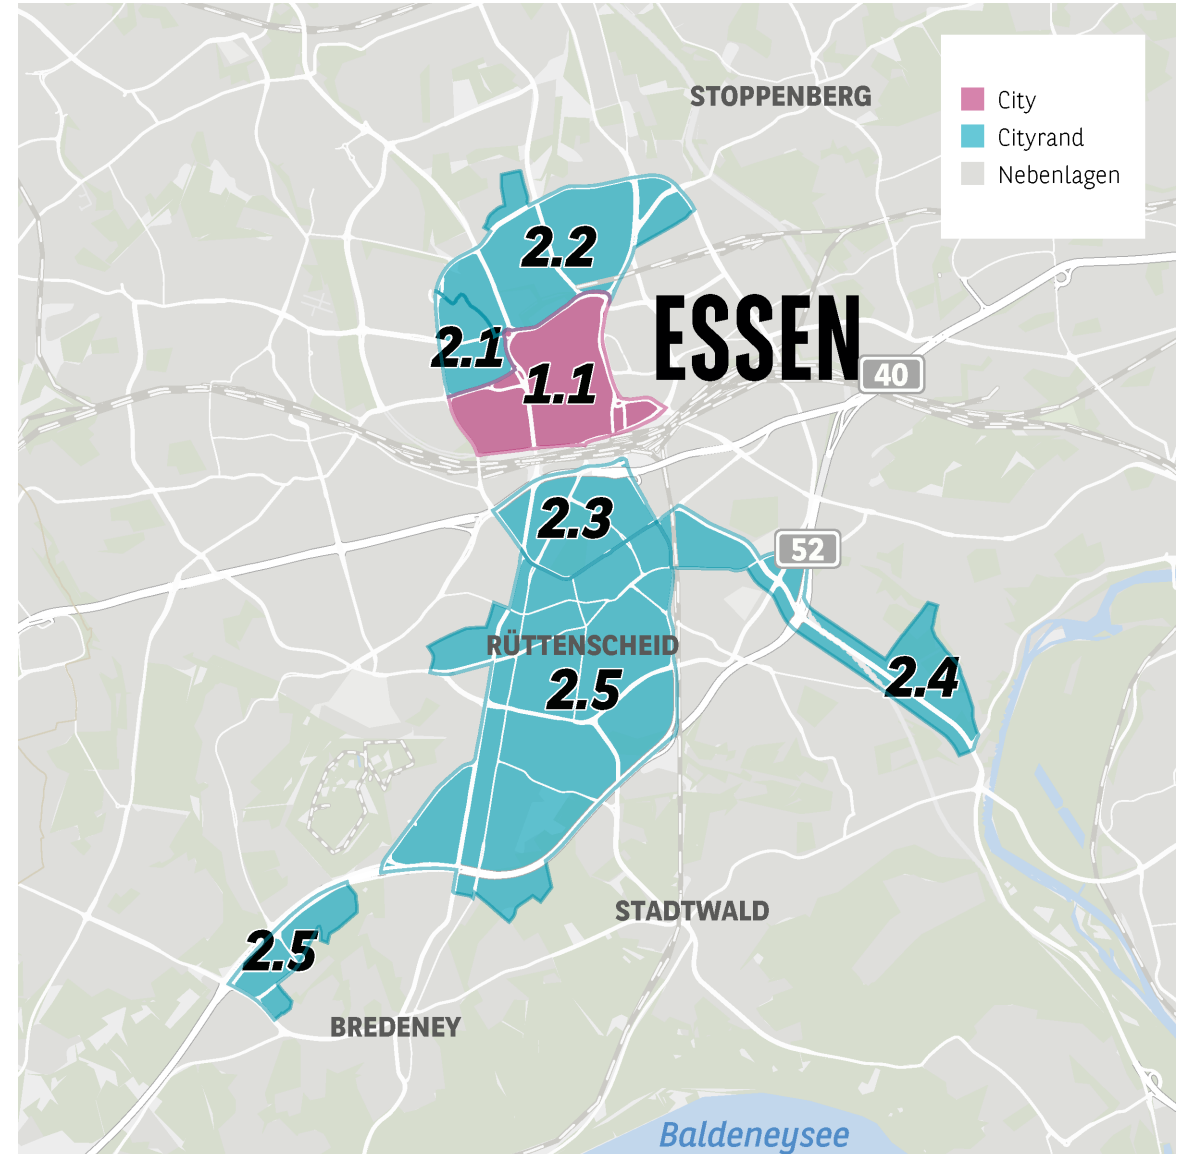 STOPPENBERG
City
Cityrand
Nebenlagen
2.2
ESSEN
2.1
1.1
40
2.3
52
RÜTTENSCHEID
2.5
2.4
STADTWALD
2.5
BREDENEY
Baldeneysee